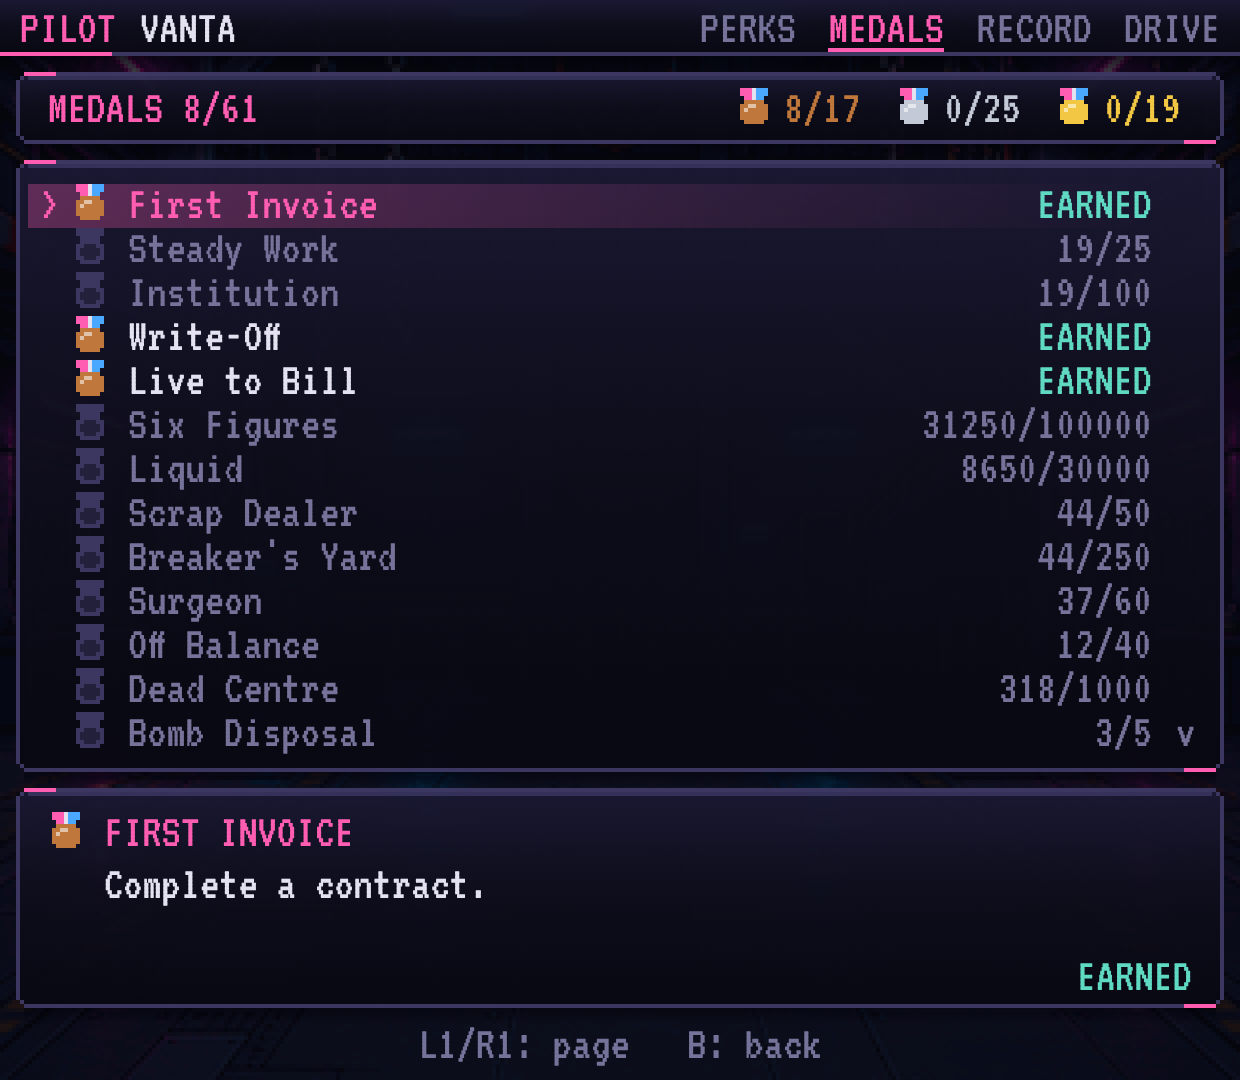 PILOT VANTA PERKS MEDALS RECORD DRIVE
MEDALS 8/61 8/17 0/25 0/19
> First Invoice EARNED
Steady Work 19/25
Institution 19/100
Write-Off EARNED
Live to Bill EARNED
Six Figures 31250/100000
Liquid 8650/30000
Scrap Dealer 44/50
Breaker's Yard 44/250
Surgeon 37/60
Off Balance 12/40
Dead Centre 318/1000
Bomb Disposal 3/5 v
FIRST INVOICE
Complete a contract.
EARNED
L1/R1: page B: back